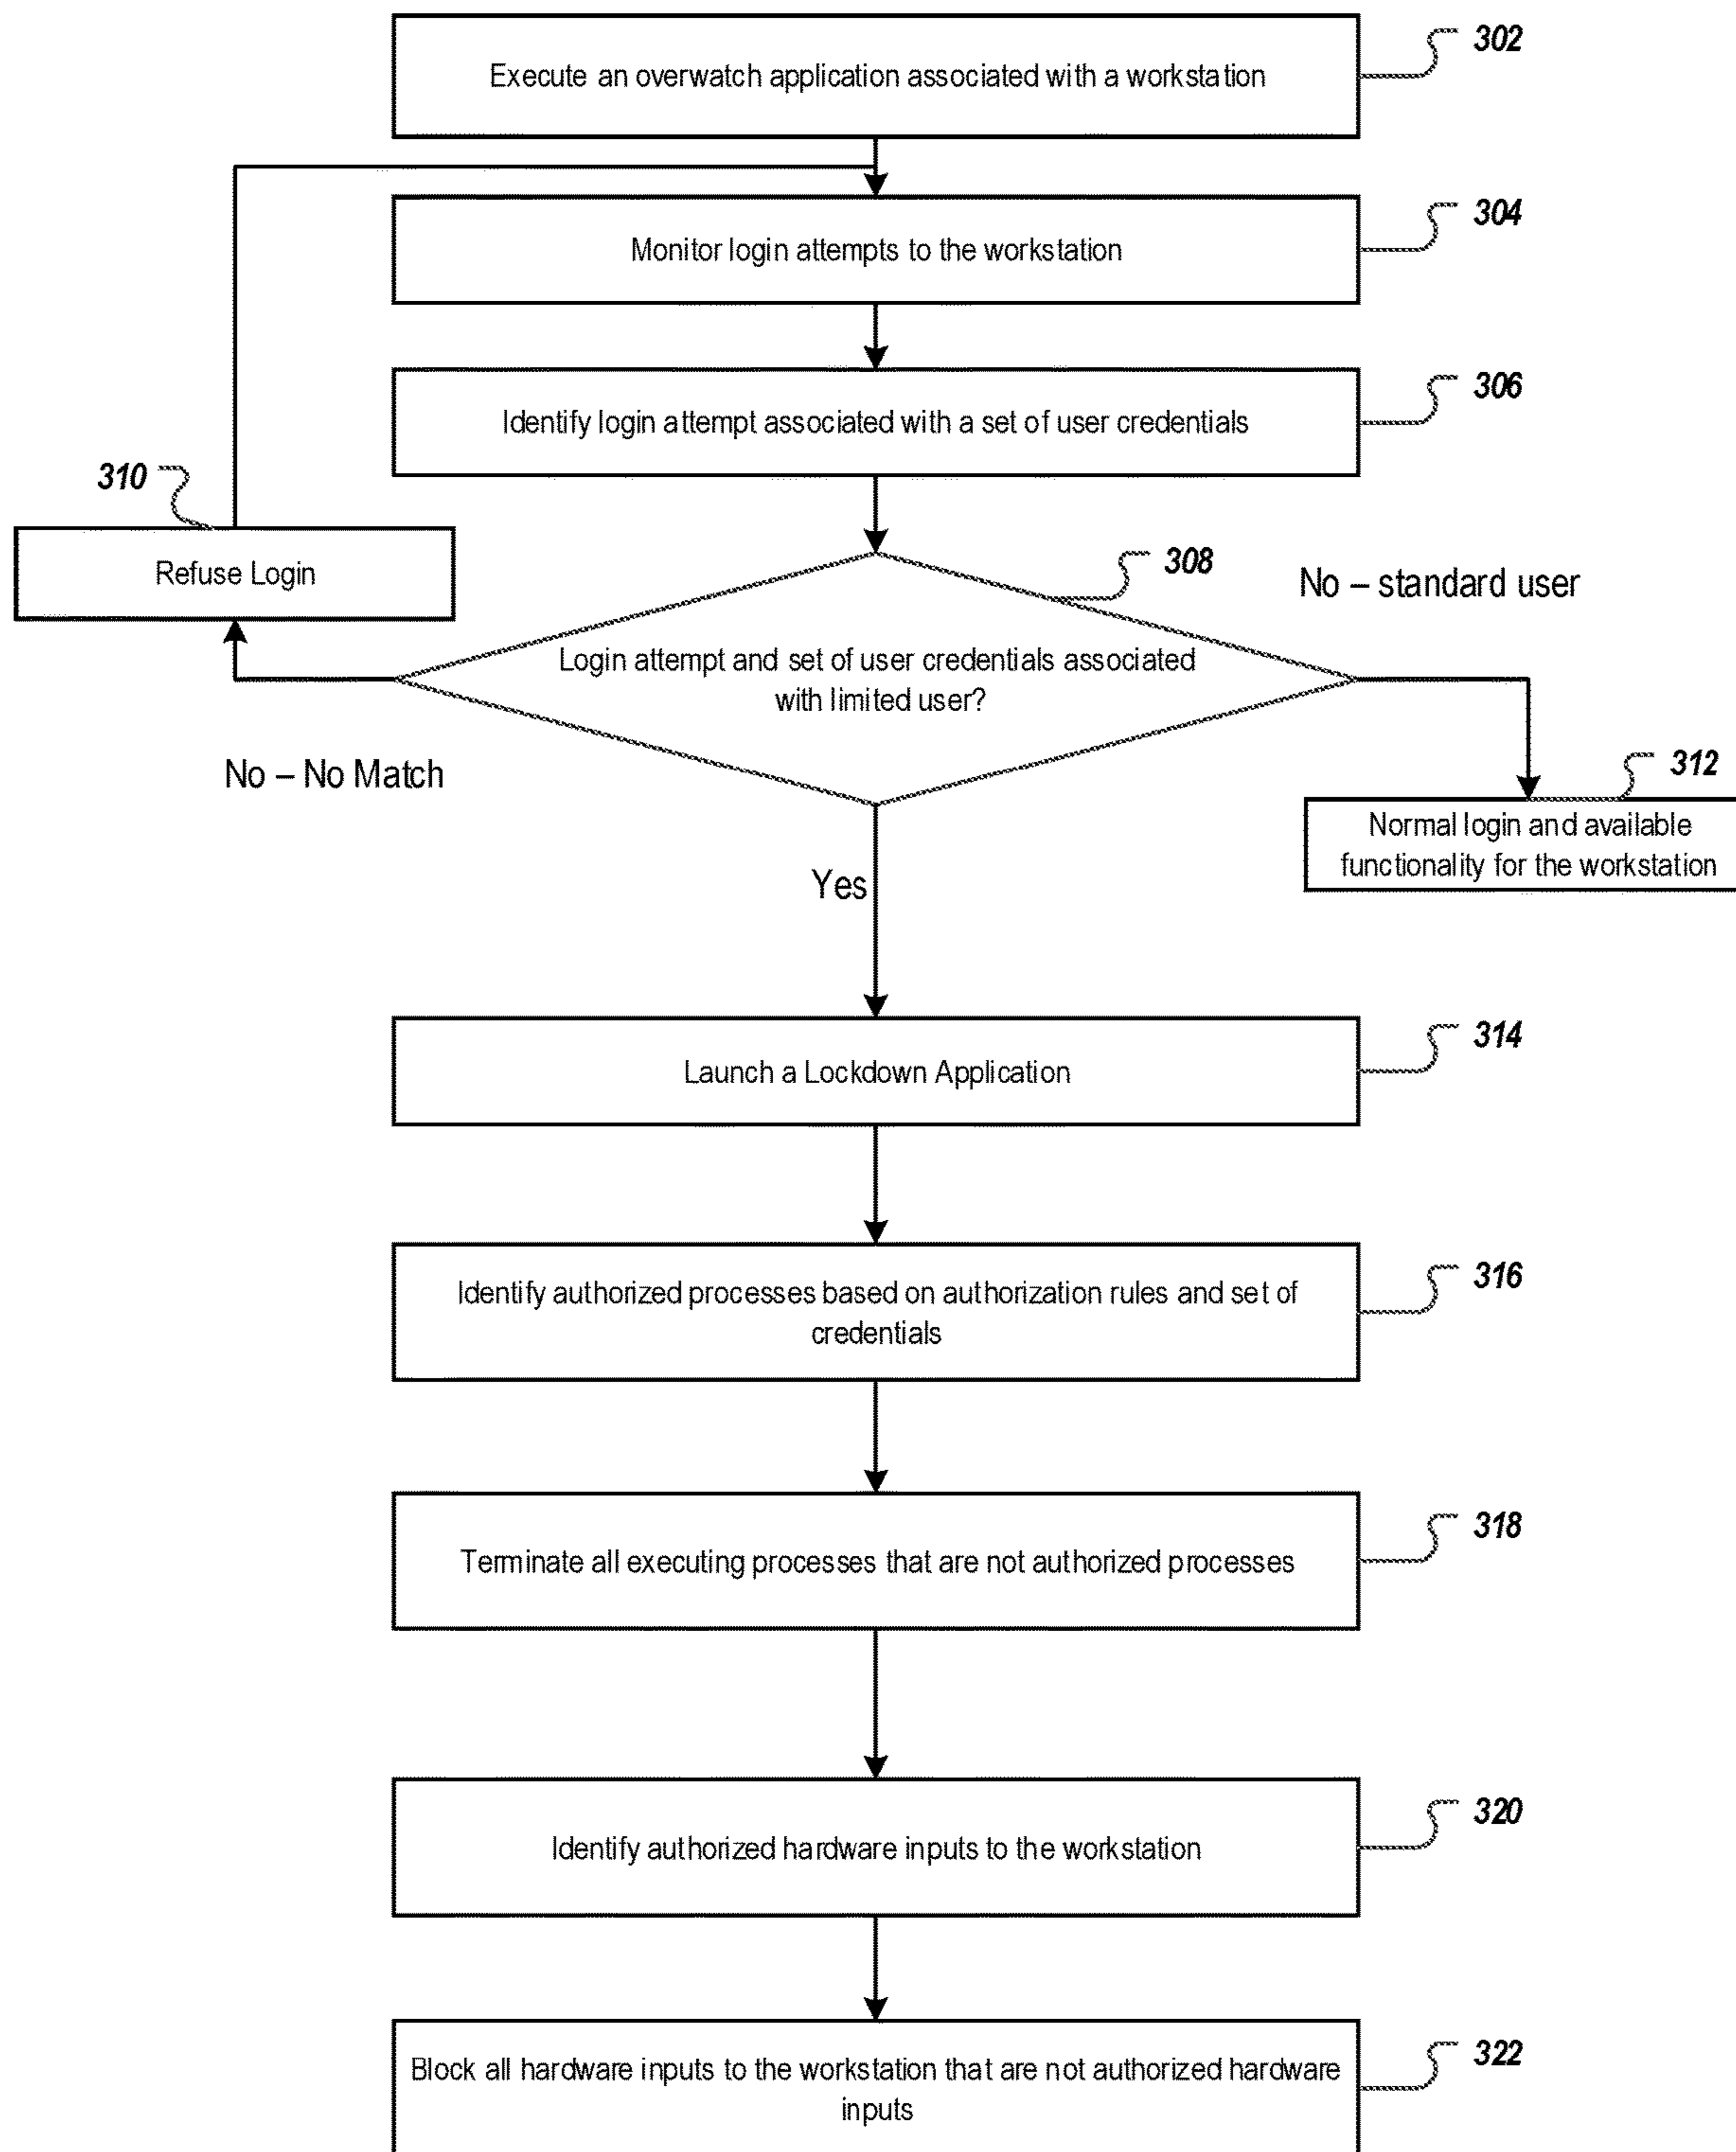 Execute an overwatch application associated with a workstation
302
Monitor login attempts to the workstation
304
Identify login attempt associated with a set of user credentials
306
310
Refuse Login
308
Login attempt and set of user credentials associated
with limited user?
No – standard user
No – No Match
312
Normal login and available
functionality for the workstation
Yes
Launch a Lockdown Application
314
Identify authorized processes based on authorization rules and set of
credentials
316
Terminate all executing processes that are not authorized processes
318
Identify authorized hardware inputs to the workstation
320
Block all hardware inputs to the workstation that are not authorized hardware
inputs
322